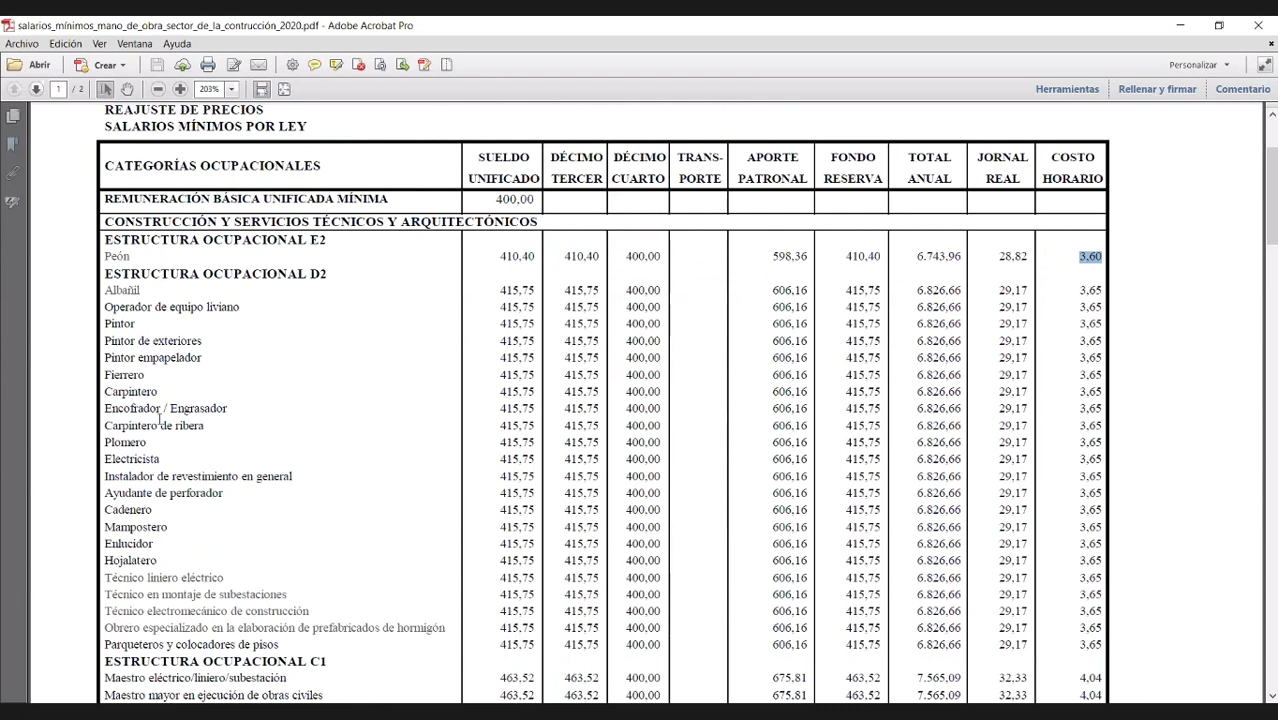 salarios_mínimos_mano_de_obra_sector_de_la_contrucción_2020.pdf - Adobe Acrobat Pro
Archivo Edición Ver Ventana Ayuda
Abrir Crear Personalizar
1 / 2 203% Herramientas Rellenar y firmar Comentario
REAJUSTE DE PRECIOS
SALARIOS MÍNIMOS POR LEY
CATEGORÍAS OCUPACIONALES SUELDO UNIFICADO DÉCIMO TERCER DÉCIMO CUARTO TRANS-PORTE APORTE PATRONAL FONDO RESERVA TOTAL ANUAL JORNAL REAL COSTO HORARIO
REMUNERACIÓN BÁSICA UNIFICADA MÍNIMA 400,00
CONSTRUCCIÓN Y SERVICIOS TÉCNICOS Y ARQUITECTÓNICOS
ESTRUCTURA OCUPACIONAL E2
Peón 410,40 410,40 400,00 598,36 410,40 6.743,96 28,82 3,60
ESTRUCTURA OCUPACIONAL D2
Albañil 415,75 415,75 400,00 606,16 415,75 6.826,66 29,17 3,65
Operador de equipo liviano 415,75 415,75 400,00 606,16 415,75 6.826,66 29,17 3,65
Pintor 415,75 415,75 400,00 606,16 415,75 6.826,66 29,17 3,65
Pintor de exteriores 415,75 415,75 400,00 606,16 415,75 6.826,66 29,17 3,65
Pintor empapelador 415,75 415,75 400,00 606,16 415,75 6.826,66 29,17 3,65
Fierrero 415,75 415,75 400,00 606,16 415,75 6.826,66 29,17 3,65
Carpintero 415,75 415,75 400,00 606,16 415,75 6.826,66 29,17 3,65
Encofrador / Engrasador 415,75 415,75 400,00 606,16 415,75 6.826,66 29,17 3,65
Carpintero de ribera 415,75 415,75 400,00 606,16 415,75 6.826,66 29,17 3,65
Plomero 415,75 415,75 400,00 606,16 415,75 6.826,66 29,17 3,65
Electricista 415,75 415,75 400,00 606,16 415,75 6.826,66 29,17 3,65
Instalador de revestimiento en general 415,75 415,75 400,00 606,16 415,75 6.826,66 29,17 3,65
Ayudante de perforador 415,75 415,75 400,00 606,16 415,75 6.826,66 29,17 3,65
Cadenero 415,75 415,75 400,00 606,16 415,75 6.826,66 29,17 3,65
Mampostero 415,75 415,75 400,00 606,16 415,75 6.826,66 29,17 3,65
Enlucidor 415,75 415,75 400,00 606,16 415,75 6.826,66 29,17 3,65
Hojalatero 415,75 415,75 400,00 606,16 415,75 6.826,66 29,17 3,65
Técnico liniero eléctrico 415,75 415,75 400,00 606,16 415,75 6.826,66 29,17 3,65
Técnico en montaje de subestaciones 415,75 415,75 400,00 606,16 415,75 6.826,66 29,17 3,65
Técnico electromecánico de construcción 415,75 415,75 400,00 606,16 415,75 6.826,66 29,17 3,65
Obrero especializado en la elaboración de prefabricados de hormigón 415,75 415,75 400,00 606,16 415,75 6.826,66 29,17 3,65
Parqueteros y colocadores de pisos 415,75 415,75 400,00 606,16 415,75 6.826,66 29,17 3,65
ESTRUCTURA OCUPACIONAL C1
Maestro eléctrico/liniero/subestación 463,52 463,52 400,00 675,81 463,52 7.565,09 32,33 4,04
Maestro mayor en ejecución de obras civiles 463,52 463,52 400,00 675,81 463,52 7.565,09 32,33 4,04